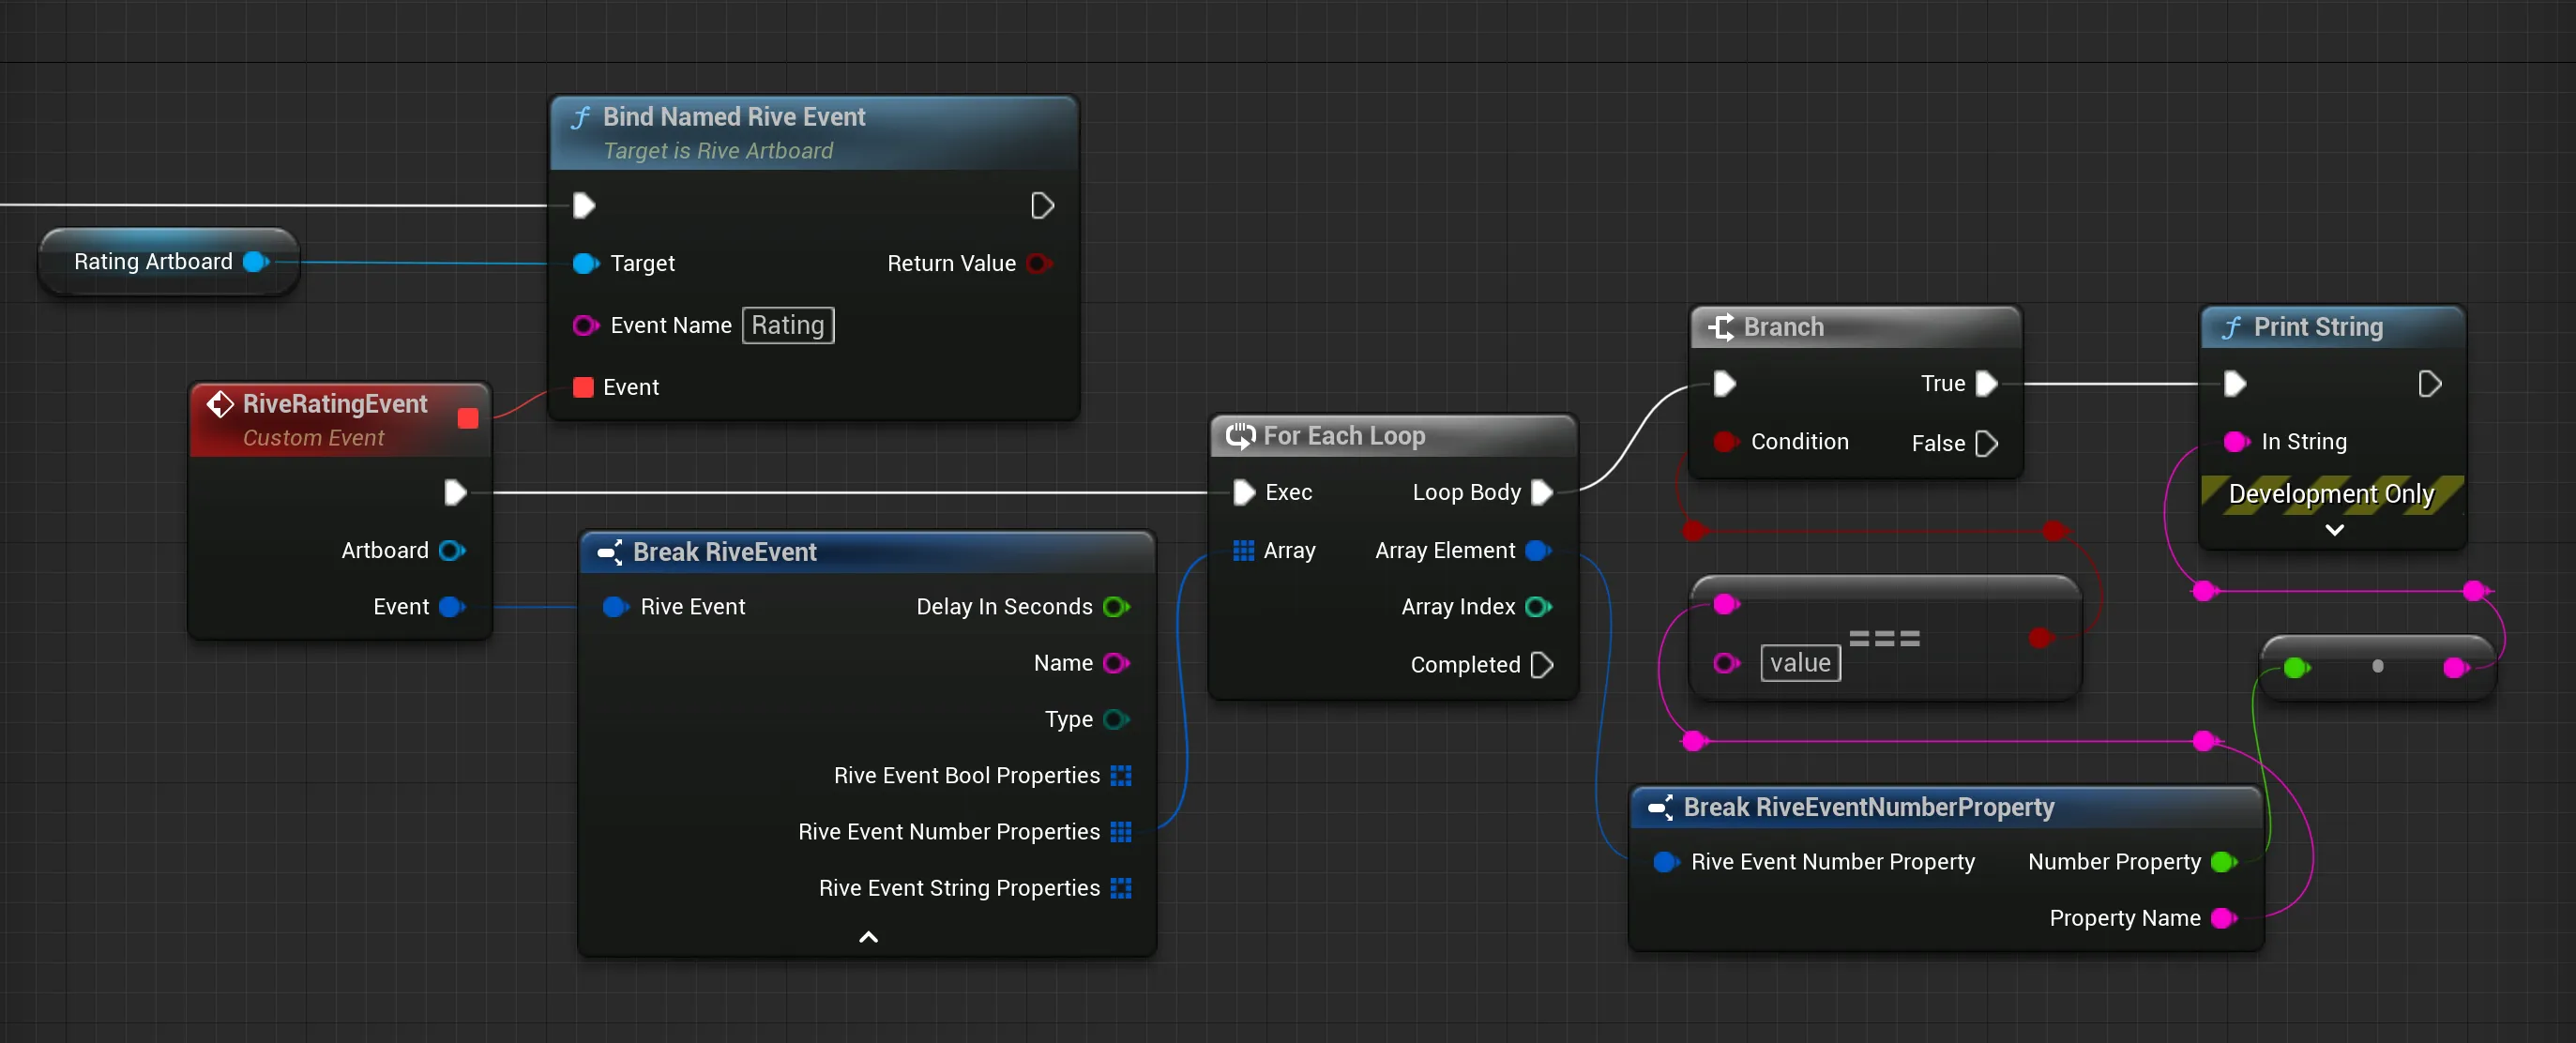 Bind Named Rive Event
Target is Rive Artboard
Rating Artboard
Target
Return Value
Event Name Rating
Event
RiveRatingEvent
Custom Event
Artboard
Event
Break RiveEvent
Rive Event
Delay In Seconds
Name
Type
Rive Event Bool Properties
Rive Event Number Properties
Rive Event String Properties
For Each Loop
Exec
Loop Body
Array
Array Element
Array Index
Completed
Branch
True
Condition
False
===
value
Break RiveEventNumberProperty
Rive Event Number Property
Number Property
Property Name
Print String
In String
Development Only